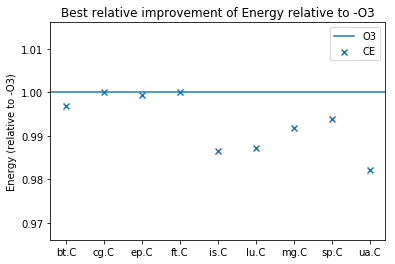 Best relative improvement of Energy relative to -O3
Energy (relative to -O3)
1.01
1.00
0.99
0.98
0.97
O3
CE
bt.C cg.C ep.C ft.C is.C lu.C mg.C sp.C ua.C